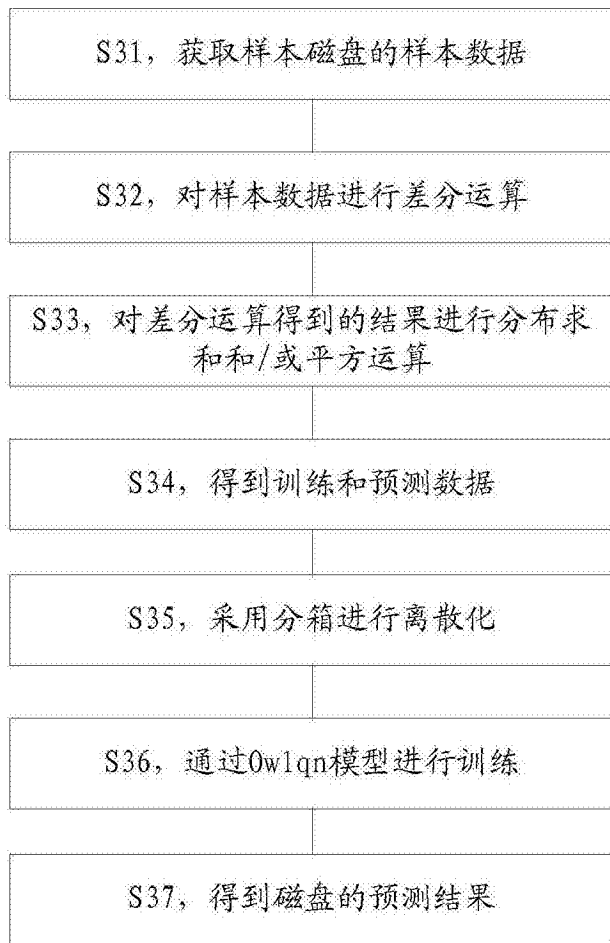 S31，获取样本磁盘的样本数据
S32，对样本数据进行差分运算
S33，对差分运算得到的结果进行分布求
和和/或平方运算
S34，得到训练和预测数据
S35，采用分箱进行离散化
S36，通过Owlqn模型进行训练
S37，得到磁盘的预测结果